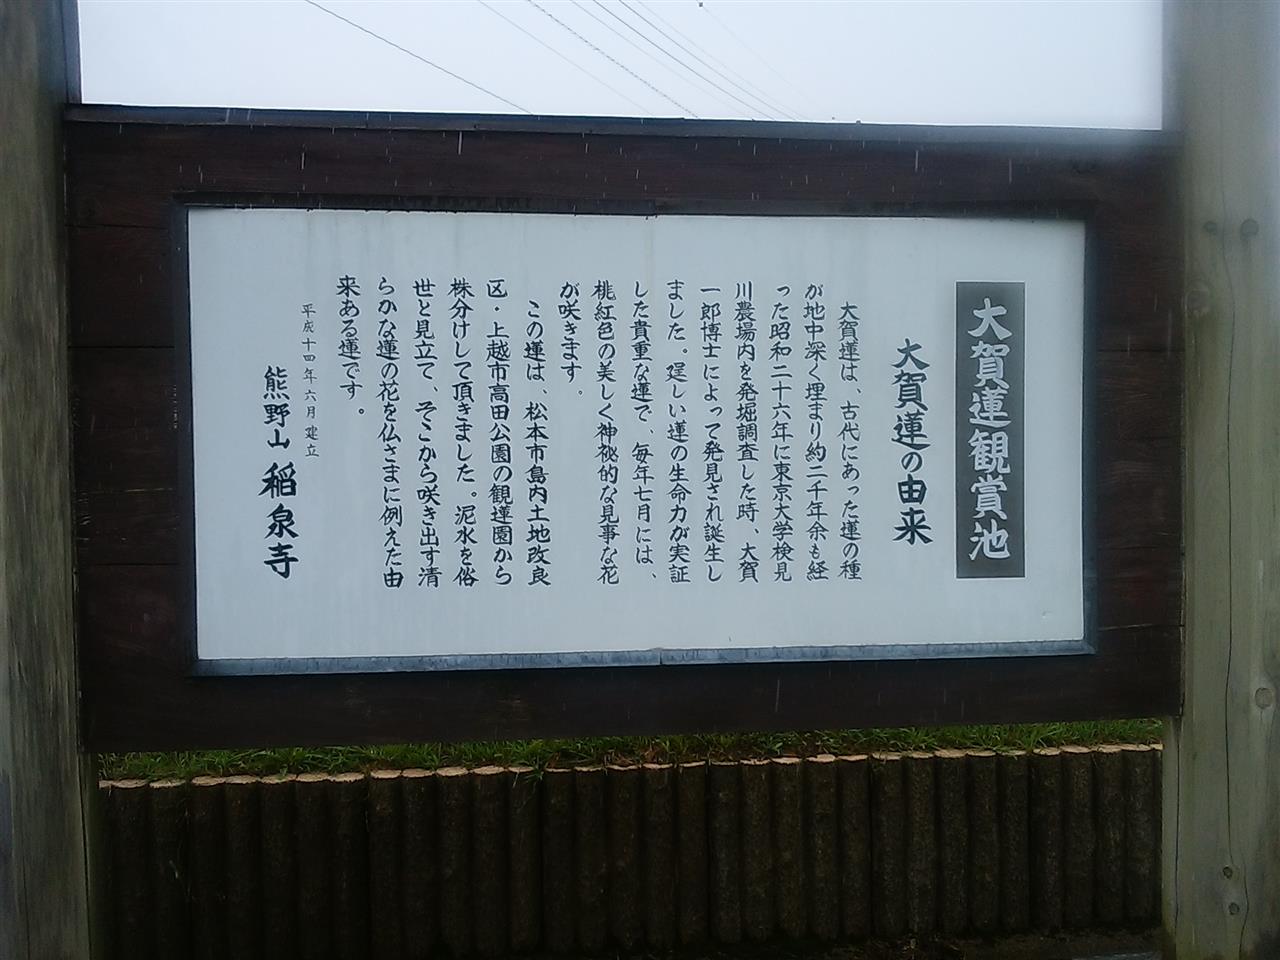 大賀蓮観賞池
大賀蓮の由来
大賀蓮は、古代にあった蓮の種
が地中深く埋まり約二千年余も経
った昭和二十六年に東京大学検見
川農場内を発掘調査した時、大賀
一郎博士によって発見され誕生し
ました。逞しい蓮の生命力が実証
した貴重な蓮で、毎年七月には、
桃紅色の美しく神秘的な見事な花
が咲きます。
この蓮は、松本市島内土地改良
区・上越市高田公園の観蓮園から
株分けして頂きました。泥水を俗
世と見立て、そこから咲き出す清
らかな蓮の花を仏さまに例えた由
来ある蓮です。
平成十四年六月建立
熊野山 稲泉寺